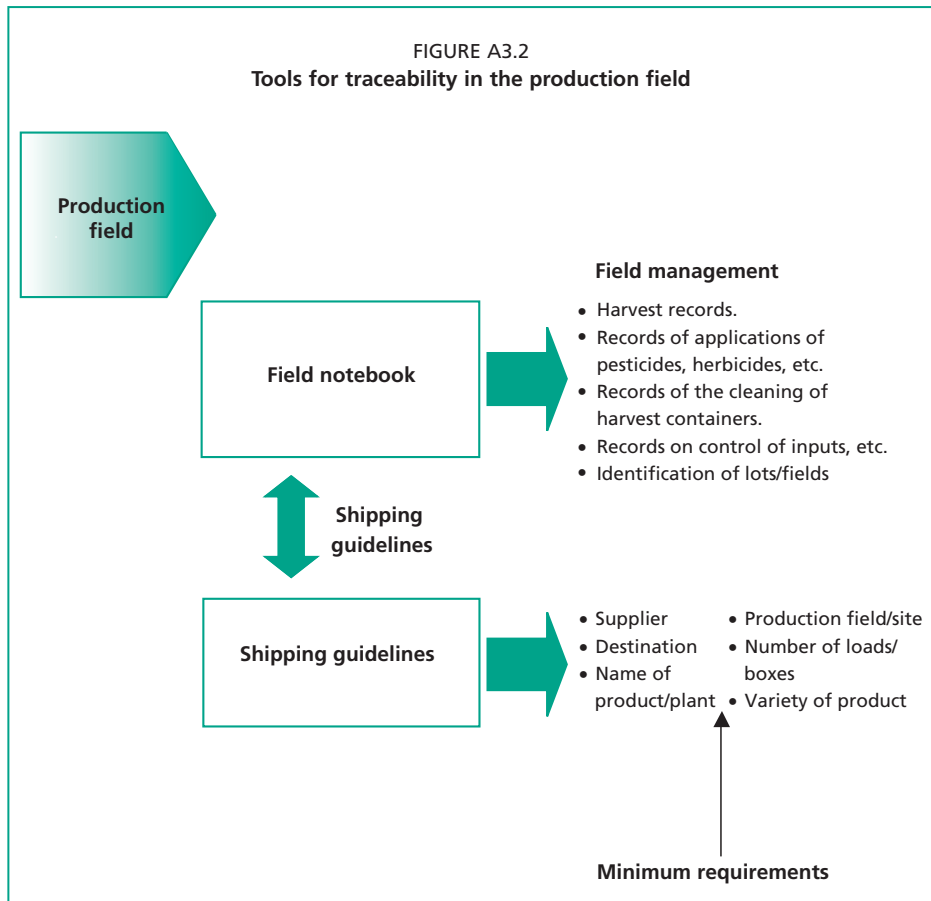 FIGURE A3.2
Tools for traceability in the production field
Production
field
Field notebook
Field management
• Harvest records.
• Records of applications of
pesticides, herbicides, etc.
• Records of the cleaning of
harvest containers.
• Records on control of inputs, etc.
• Identification of lots/fields
Shipping
guidelines
Shipping guidelines
• Supplier
• Destination
• Name of
product/plant
• Production field/site
• Number of loads/
boxes
• Variety of product
Minimum requirements